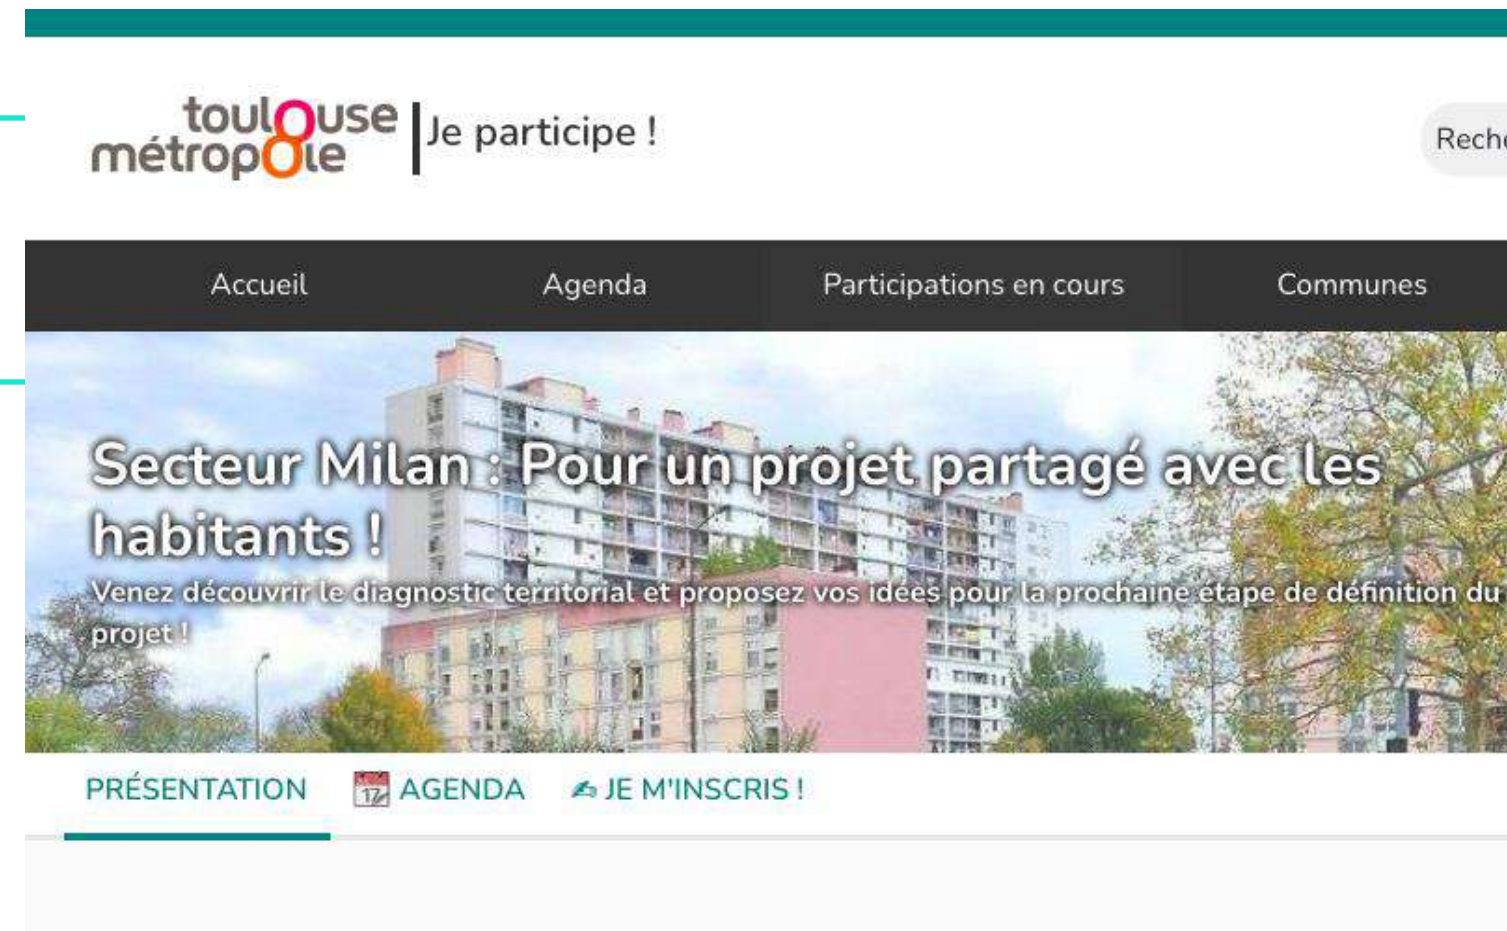 toulouse
métropole
Je participe !
Reche
Accueil Agenda Participations en cours Communes
Secteur Milan : Pour un projet partagé avec les
habitants !
Venez découvrir le diagnostic territorial et proposez vos idées pour la prochaine étape de définition du
projet !
PRÉSENTATION 17 AGENDA ✍ JE M'INSCRIS !